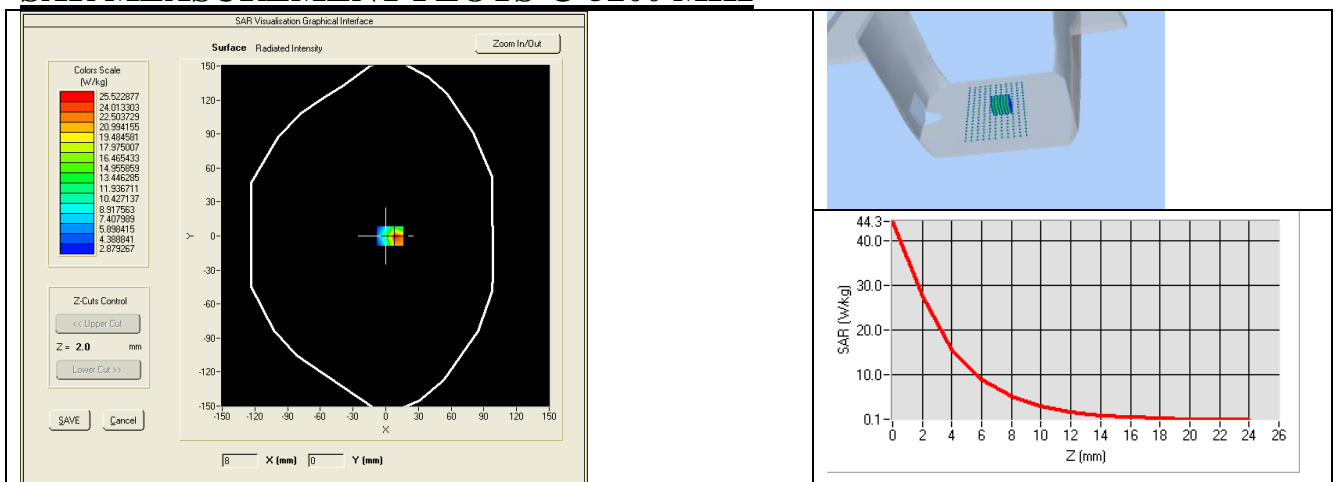 SAR MEASUREMENT PLOTS @ 5200 MHz
SAR Visualisation Graphical Interface
Surface Radiated Intensity
Zoom In/Out
Colors Scale
(W/kg)
25.522877
24.013303
22.503729
20.994155
19.484581
17.975007
16.465433
14.955859
13.446285
11.936711
10.427137
8.917563
7.407989
5.898415
4.388841
2.879267
Z-Cuts Control
<< Upper Cut
Z = 2.0 mm
Lower Cut >>
SAVE Cancel
150-
120-
90-
60-
30-
Y 0-
-30-
-60-
-90-
-120-
-150-
-150 -120 -90 -60 -30 0 30 60 90 120 150
X
8 X (mm) 0 Y (mm)
44.3-
40.0-
30.0-
20.0-
10.0-
0.1-
SAR (W/kg)
0 2 4 6 8 10 12 14 16 18 20 22 24 26
Z (mm)